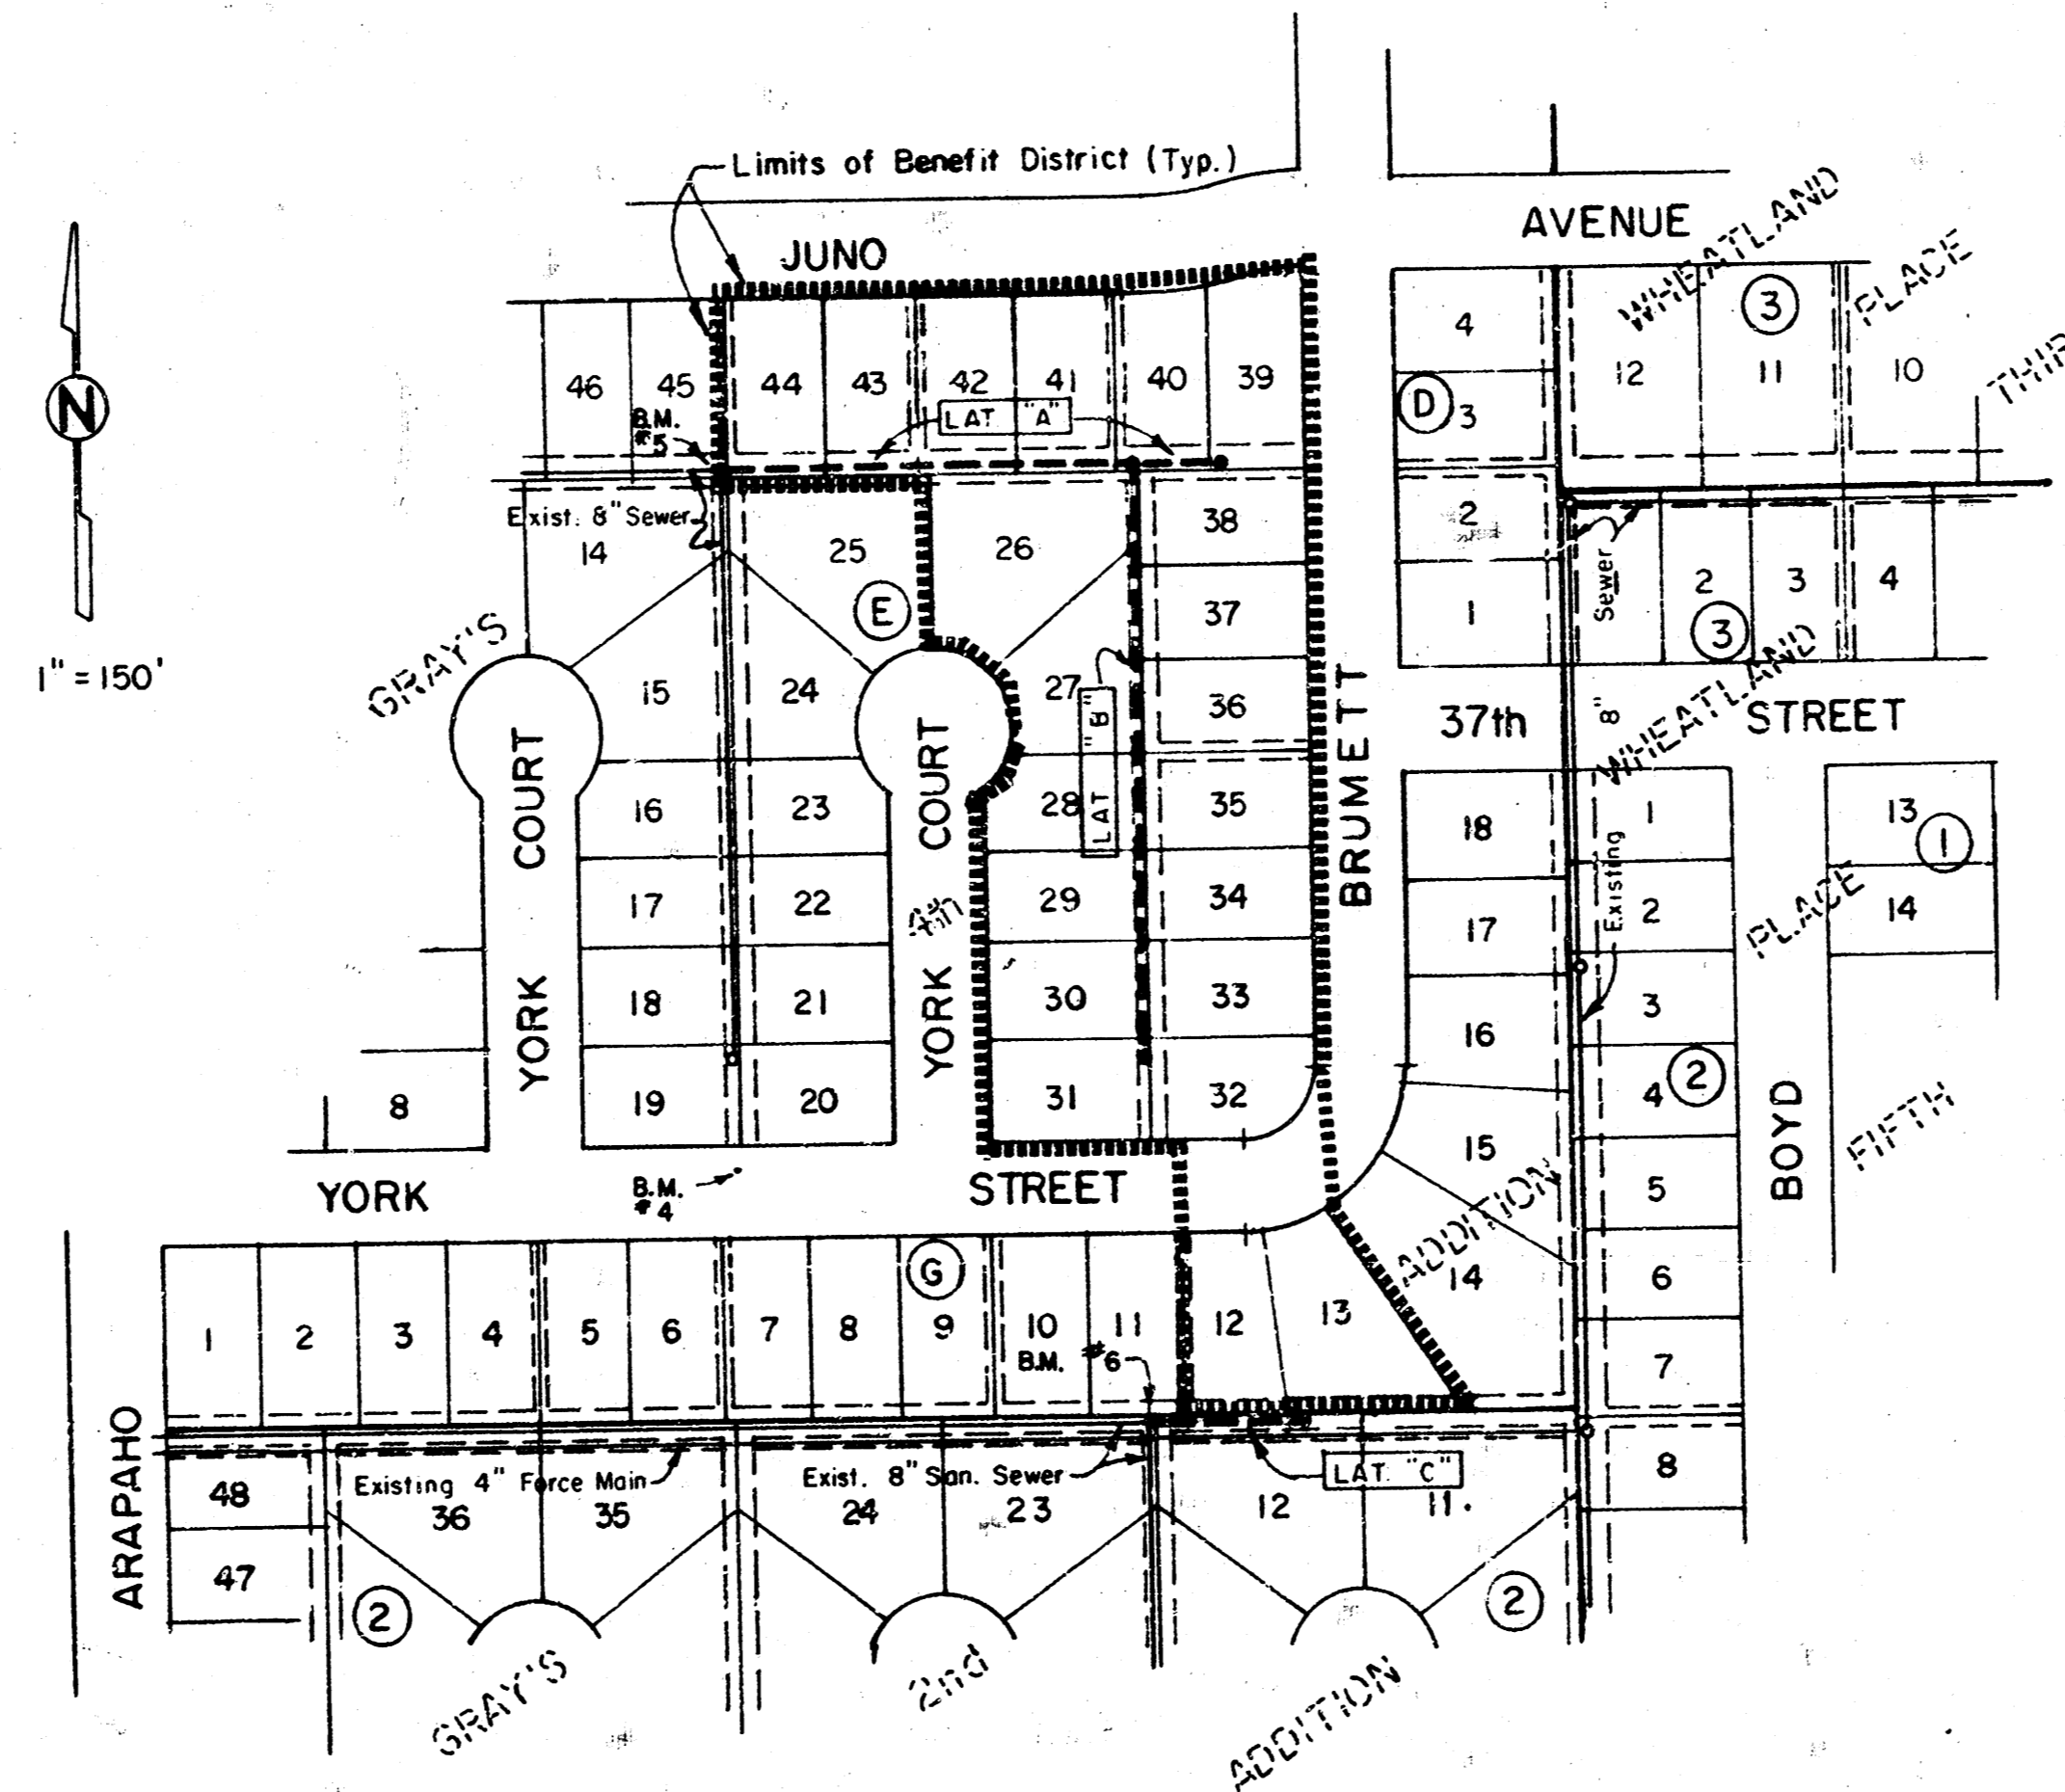 Limits of Benefit District (Typ.)
JUNO
AVENUE
WHEATLAND
PLACE
N
1" = 150'
46
45
44
43
42
41
40
39
B.M.
#5
LAT "A"
4
D
3
12
3
11
10
Exist. 8" Sewer
14
25
26
38
2
E
37
1
Sewer
2
3
4
3
GRAY'S
15
24
27
36
LAT "B"
37th
8"
STREET
WHEATLAND
WHEATLAND
YORK COURT
YORK COURT
4th
BRUMETT
16
23
28
35
18
1
13
1
17
22
29
34
17
Existing
2
PLACE
14
18
21
30
33
16
3
8
19
20
31
32
4
2
BOYD
FIFTH
15
5
YORK
B.M.
#4
STREET
ADDITION
14
6
G
1
2
3
4
5
6
7
8
9
10
11
12
13
B.M. #6
7
ARAPAHO
48
Existing 4" Force Main
36
35
Exist. 8" San. Sewer
24
23
LAT. "C"
12
11.
8
47
2
2
GRAY'S
2nd
ADDITION